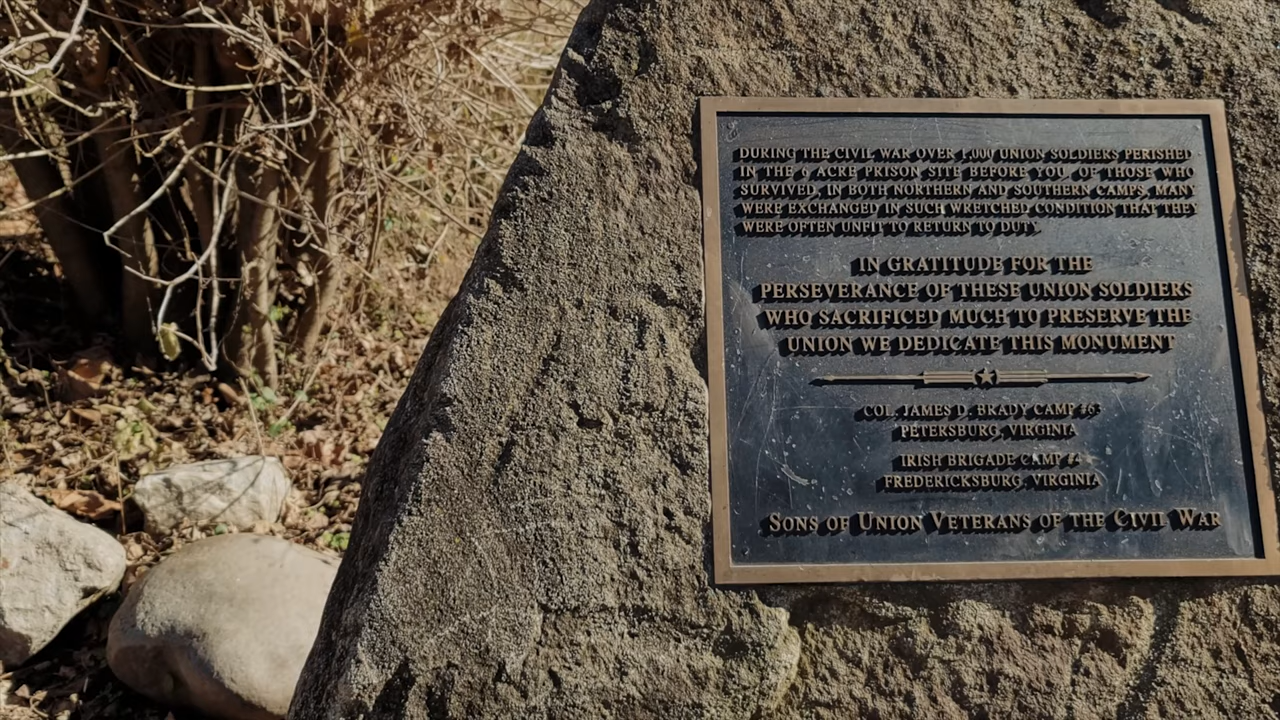 DURING THE CIVIL WAR OVER 1,000 UNION SOLDIERS PERISHED
IN THE 6 ACRE PRISON SITE BEFORE YOU. OF THOSE WHO
SURVIVED, IN BOTH NORTHERN AND SOUTHERN CAMPS, MANY
WERE EXCHANGED IN SUCH WRETCHED CONDITION THAT THEY
WERE OFTEN UNFIT TO RETURN TO DUTY.
IN GRATITUDE FOR THE
PERSEVERANCE OF THESE UNION SOLDIERS
WHO SACRIFICED MUCH TO PRESERVE THE
UNION WE DEDICATE THIS MONUMENT
COL. JAMES D. BRADY CAMP #63
PETERSBURG, VIRGINIA
IRISH BRIGADE CAMP #4
FREDERICKSBURG, VIRGINIA
SONS OF UNION VETERANS OF THE CIVIL WAR